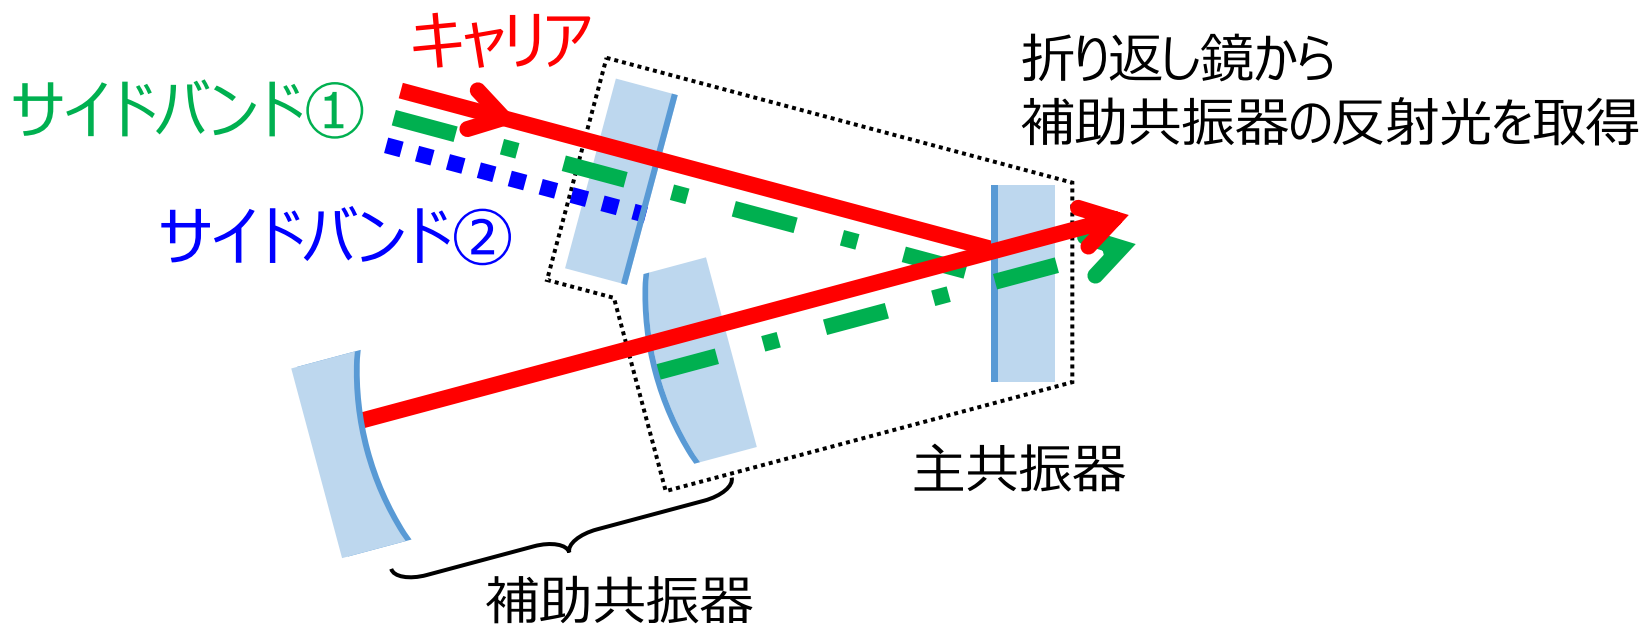 キャリア
サイドバンド①
サイドバンド②
折り返し鏡から
補助共振器の反射光を取得
主共振器
補助共振器